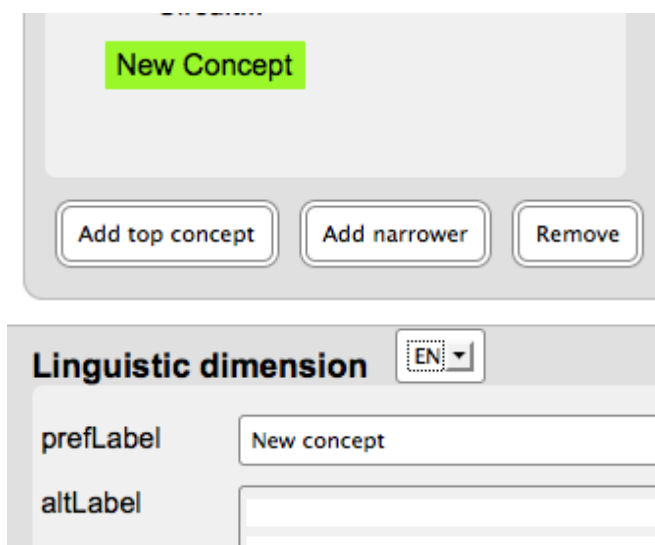 New Concept
Add top concept Add narrower Remove
Linguistic dimension EN
prefLabel New concept
altLabel